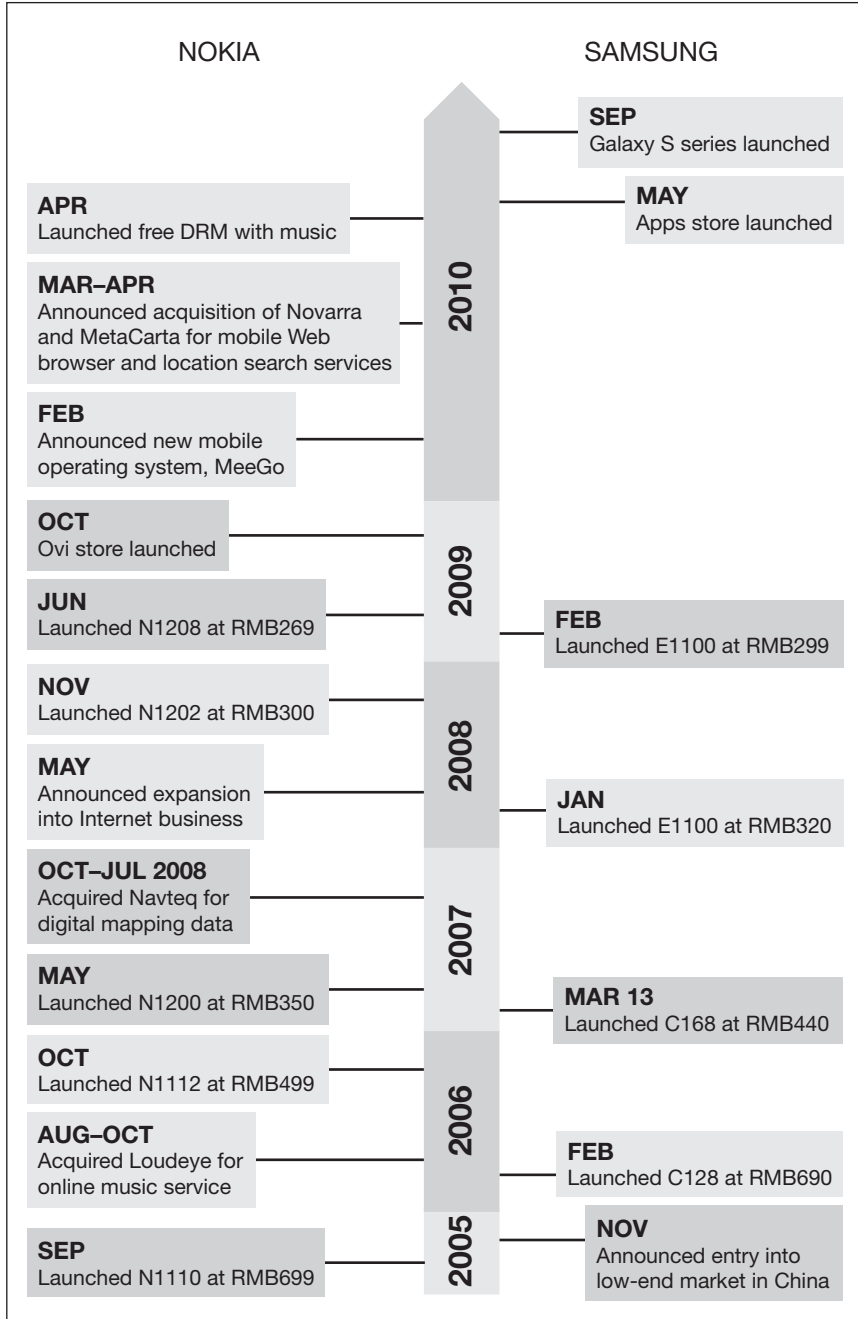 NOKIA
SAMSUNG
SEP
Galaxy S series launched
MAY
Apps store launched
APR
Launched free DRM with music
MAR–APR
Announced acquisition of Novarra
and MetaCarta for mobile Web
browser and location search services
2010
FEB
Announced new mobile
operating system, MeeGo
OCT
Ovi store launched
2009
JUN
Launched N1208 at RMB269
FEB
Launched E1100 at RMB299
NOV
Launched N1202 at RMB300
2008
MAY
Announced expansion
into Internet business
JAN
Launched E1100 at RMB320
OCT–JUL 2008
Acquired Navteq for
digital mapping data
2007
MAY
Launched N1200 at RMB350
MAR 13
Launched C168 at RMB440
OCT
Launched N1112 at RMB499
2006
AUG–OCT
Acquired Loudeye for
online music service
FEB
Launched C128 at RMB690
2005
SEP
Launched N1110 at RMB699
NOV
Announced entry into
low-end market in China